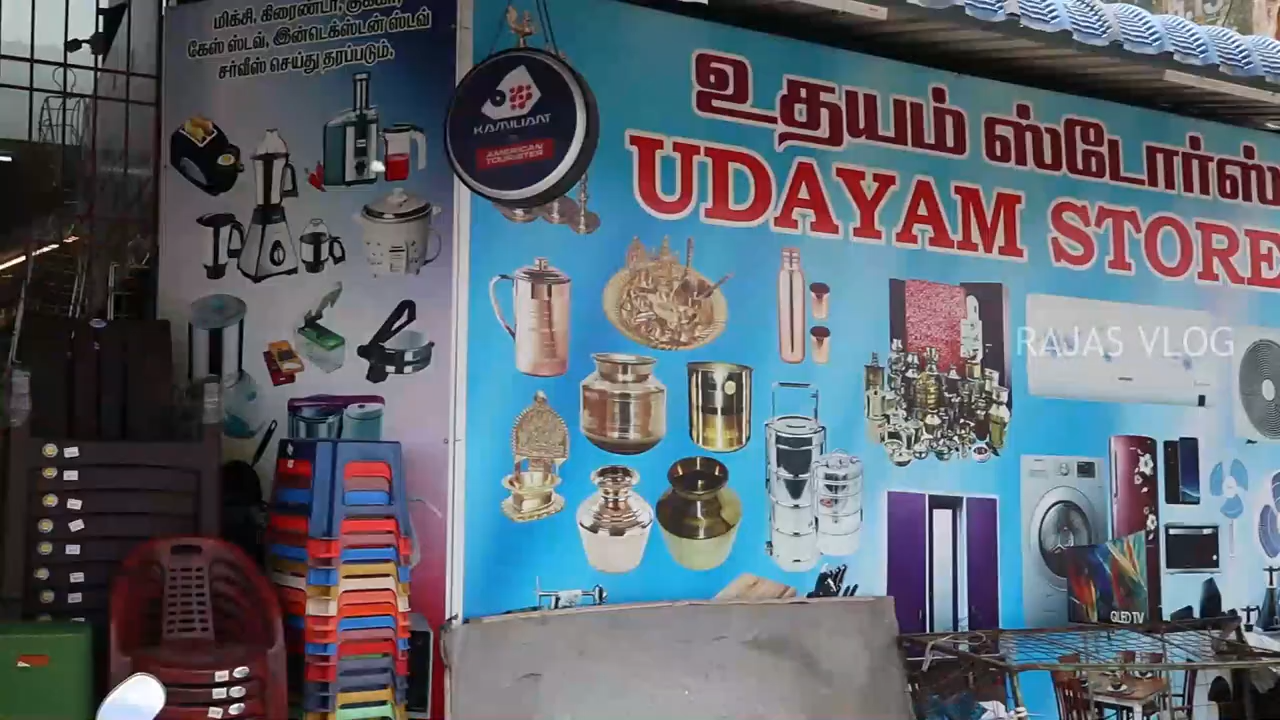 மிக்சி, கிரைண்டர், குக்கர்,
கேஸ் ஸ்டவ், இன்டெக்ஸ்டன் ஸ்டவ்
சர்வீஸ் செய்து தரப்படும்.
KAMILIANT
BY
AMERICAN
TOURISTER
உதயம் ஸ்டோர்ஸ்
UDAYAM STORE
RAJAS VLOG
QLED TV